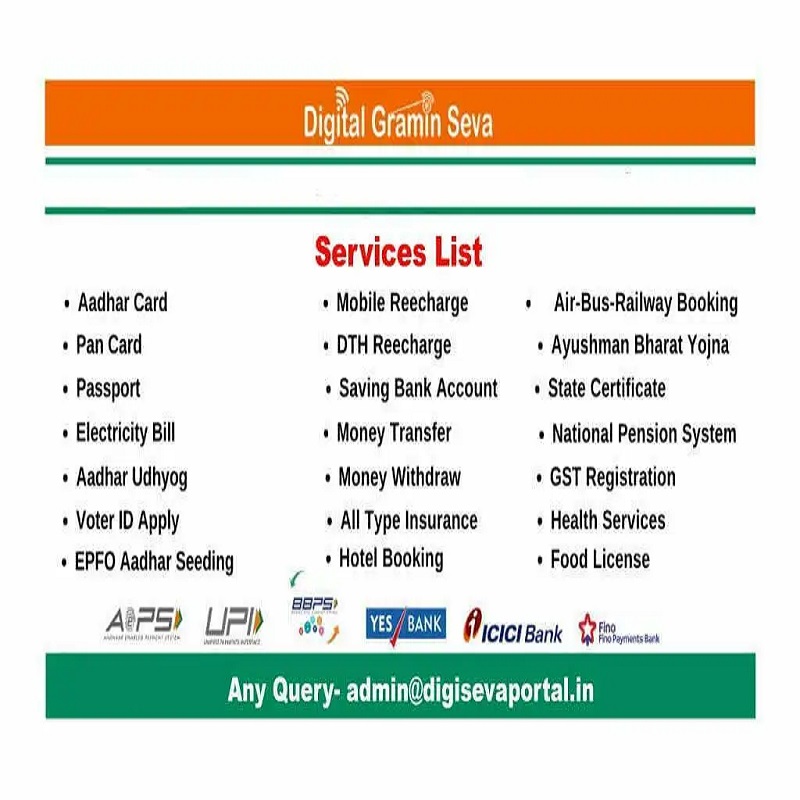 Digital Gramin Seva
Services List
• Aadhar Card
• Pan Card
• Passport
• Electricity Bill
• Aadhar Udhyog
• Voter ID Apply
• EPFO Aadhar Seeding
• Mobile Reecharge
• DTH Reecharge
• Saving Bank Account
• Money Transfer
• Money Withdraw
• All Type Insurance
• Hotel Booking
• Air-Bus-Railway Booking
• Ayushman Bharat Yojna
• State Certificate
• National Pension System
• GST Registration
• Health Services
• Food License
AePS
AADHAAR ENABLED PAYMENT SYSTEM
UPI
UNIFIED PAYMENTS INTERFACE
BBPS
YES BANK
ICICI Bank
Fino
Fino Payments Bank
Any Query- admin@digisevaportal.in